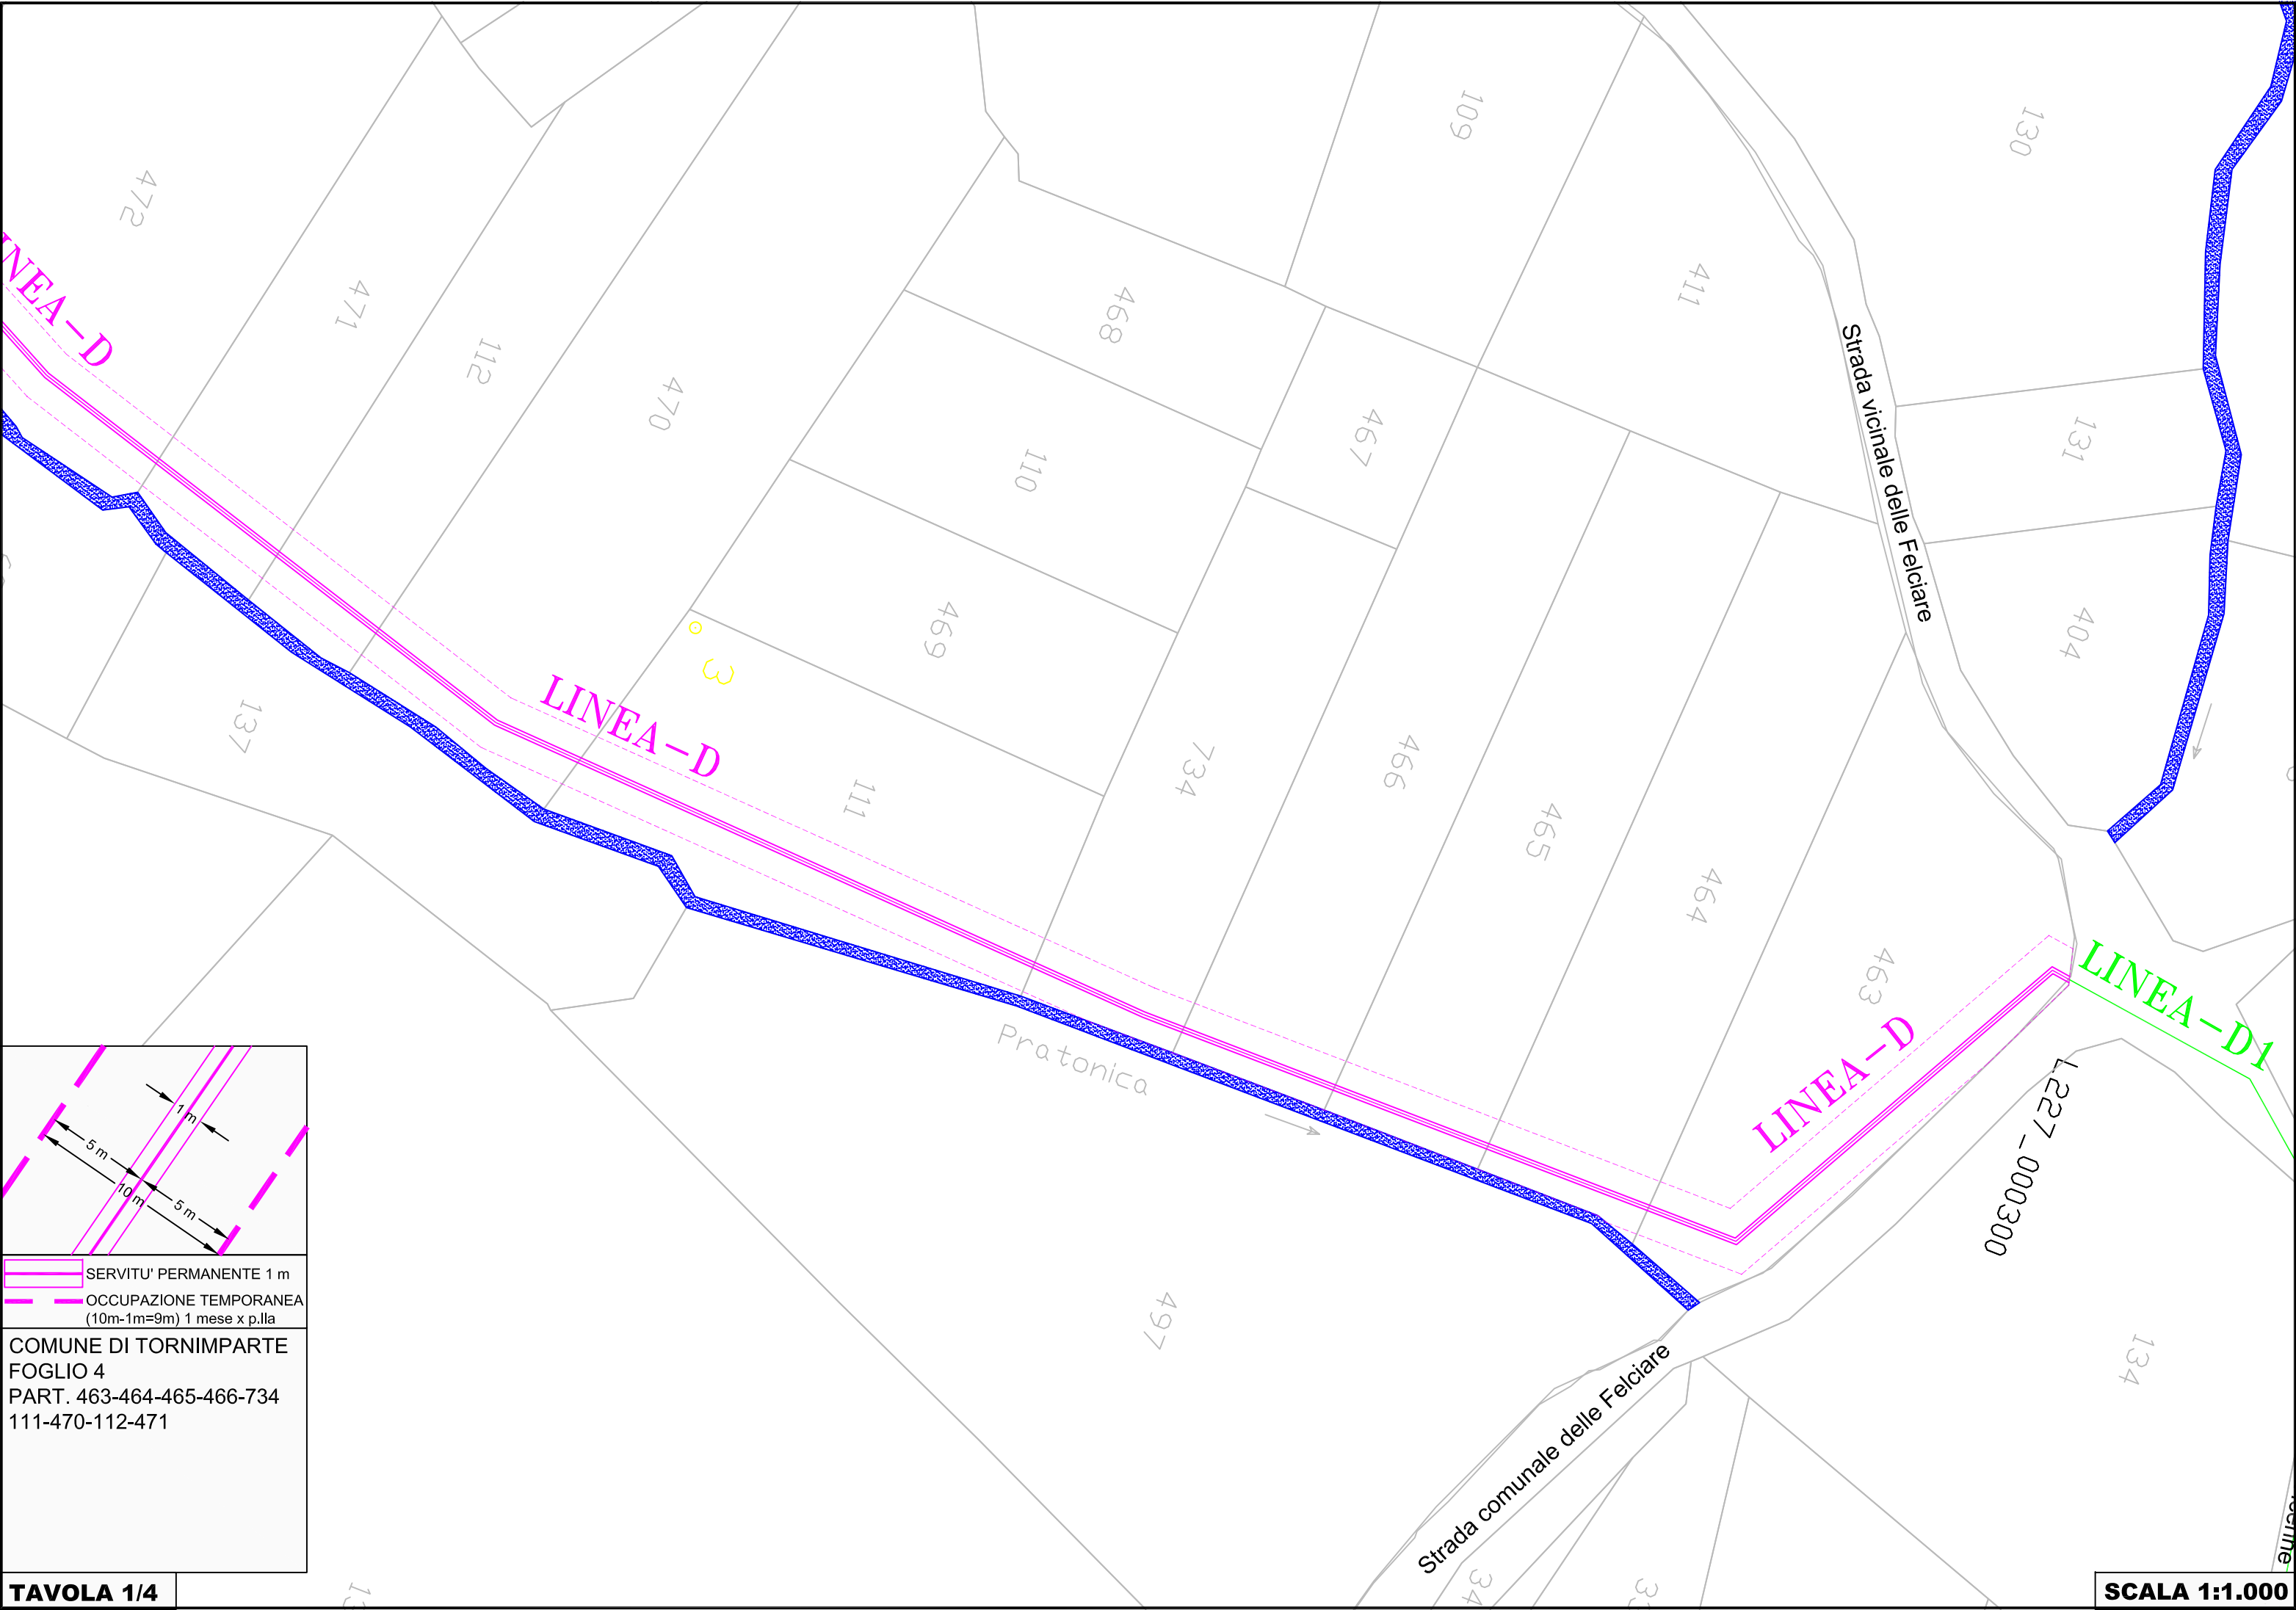 472
471
112
470
468
109
411
130
110
467
131
469
404
3
137
111
734
466
465
464
463
497
134
34
LINEA-D
LINEA-D
LINEA-D1
Strada vicinale delle Felciare
Pratonica
L227_000300
Strada comunale delle Felciare
1 m
5 m
10 m
5 m
SERVITU' PERMANENTE 1 m
OCCUPAZIONE TEMPORANEA
(10m-1m=9m) 1 mese x p.lla
COMUNE DI TORNIMPARTE
FOGLIO 4
PART. 463-464-465-466-734
111-470-112-471
TAVOLA 1/4
SCALA 1:1.000